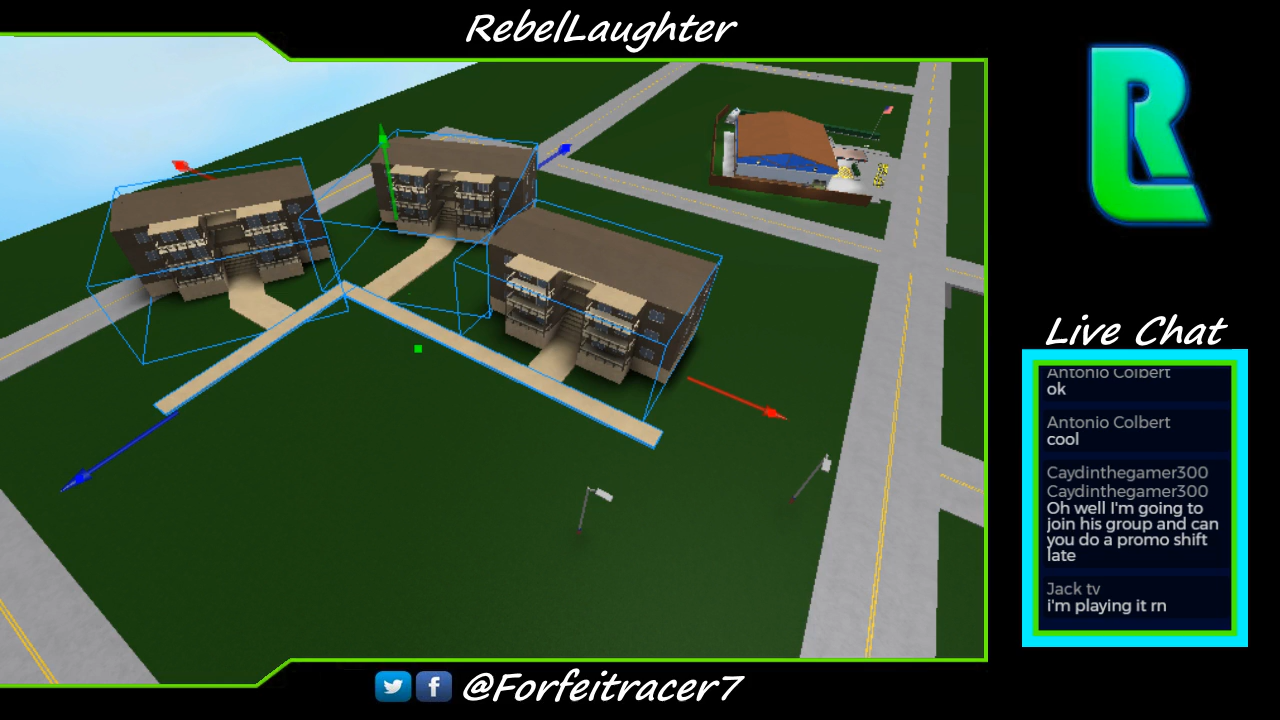 RebelLaughter
Live Chat
Antonio Colbert
ok
Antonio Colbert
cool
Caydinthegamer300
Caydinthegamer300
Oh well I'm going to
join his group and can
you do a promo shift
late
Jack tv
i'm playing it rn
@Forfeitracer7